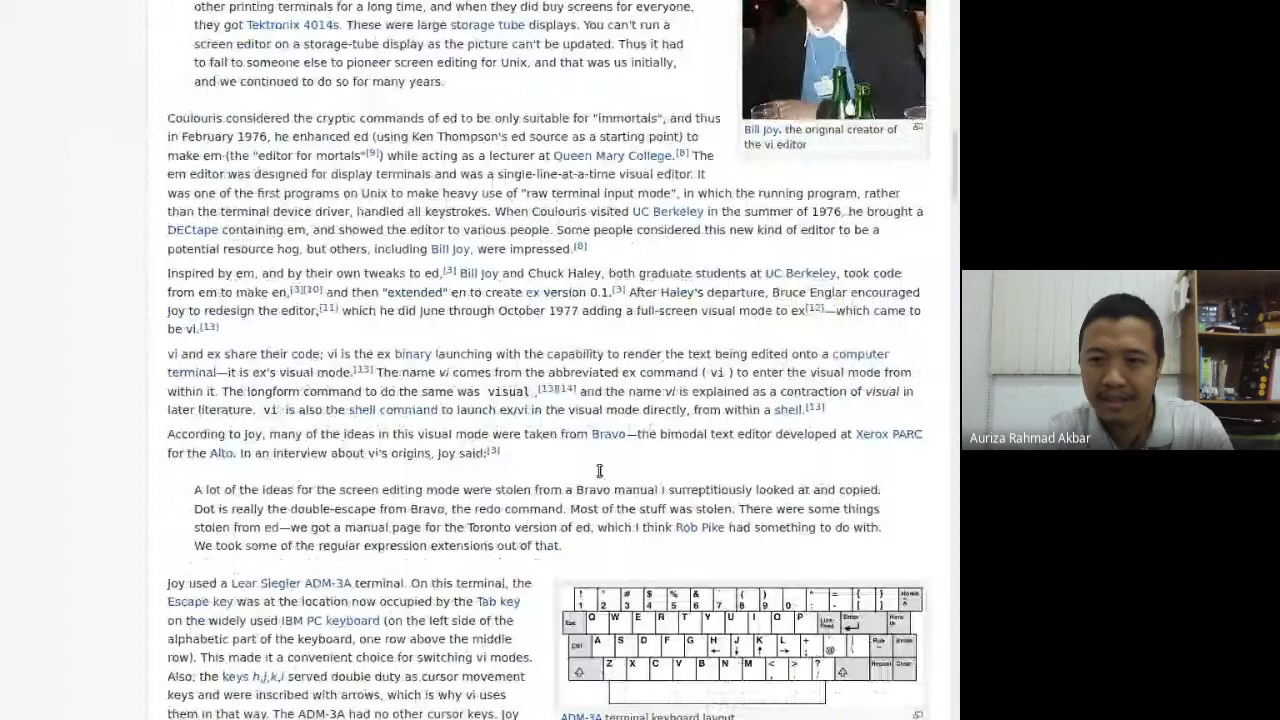 other printing terminals for a long time, and when they did buy screens for everyone,
they got Tektronix 4014s. These were large storage tube displays. You can't run a
screen editor on a storage-tube display as the picture can't be updated. Thus it had
to fall to someone else to pioneer screen editing for Unix, and that was us initially,
and we continued to do so for many years.
Bill Joy, the original creator of
the vi editor
Coulouris considered the cryptic commands of ed to be only suitable for "immortals", and thus
in February 1976, he enhanced ed (using Ken Thompson's ed source as a starting point) to
make em (the "editor for mortals"[9]) while acting as a lecturer at Queen Mary College.[8] The
em editor was designed for display terminals and was a single-line-at-a-time visual editor. It
was one of the first programs on Unix to make heavy use of "raw terminal input mode", in which the running program, rather
than the terminal device driver, handled all keystrokes. When Coulouris visited UC Berkeley in the summer of 1976, he brought a
DECtape containing em, and showed the editor to various people. Some people considered this new kind of editor to be a
potential resource hog, but others, including Bill Joy, were impressed.[8]
Inspired by em, and by their own tweaks to ed,[3] Bill Joy and Chuck Haley, both graduate students at UC Berkeley, took code
from em to make en,[3][10] and then "extended" en to create ex version 0.1.[3] After Haley's departure, Bruce Englar encouraged
Joy to redesign the editor,[11] which he did June through October 1977 adding a full-screen visual mode to ex[12]—which came to
be vi.[13]
vi and ex share their code; vi is the ex binary launching with the capability to render the text being edited onto a computer
terminal—it is ex's visual mode.[13] The name vi comes from the abbreviated ex command ( vi ) to enter the visual mode from
within it. The longform command to do the same was visual ,[13][14] and the name vi is explained as a contraction of visual in
later literature. vi is also the shell command to launch ex/vi in the visual mode directly, from within a shell.[13]
According to Joy, many of the ideas in this visual mode were taken from Bravo—the bimodal text editor developed at Xerox PARC
for the Alto. In an interview about vi's origins, Joy said:[3]
A lot of the ideas for the screen editing mode were stolen from a Bravo manual I surreptitiously looked at and copied.
Dot is really the double-escape from Bravo, the redo command. Most of the stuff was stolen. There were some things
stolen from ed—we got a manual page for the Toronto version of ed, which I think Rob Pike had something to do with.
We took some of the regular expression extensions out of that.
Joy used a Lear Siegler ADM-3A terminal. On this terminal, the
Escape key was at the location now occupied by the Tab key
on the widely used IBM PC keyboard (on the left side of the
alphabetic part of the keyboard, one row above the middle
row). This made it a convenient choice for switching vi modes.
Also, the keys h,j,k,l served double duty as cursor movement
keys and were inscribed with arrows, which is why vi uses
them in that way. The ADM-3A had no other cursor keys. Joy
! " # $ % & ' ( ) * = { } Home
1 2 3 4 5 6 7 8 9 0 : - [ ] ^
Esc Q W E R T Y U I O P Line Feed Enter Here Is
Ctrl A S D F G H J K L + ; @ | \ Rub Break
Z X C V B N M < , > . ? / Repeat Clear
ADM-3A terminal keyboard layout
Auriza Rahmad Akbar